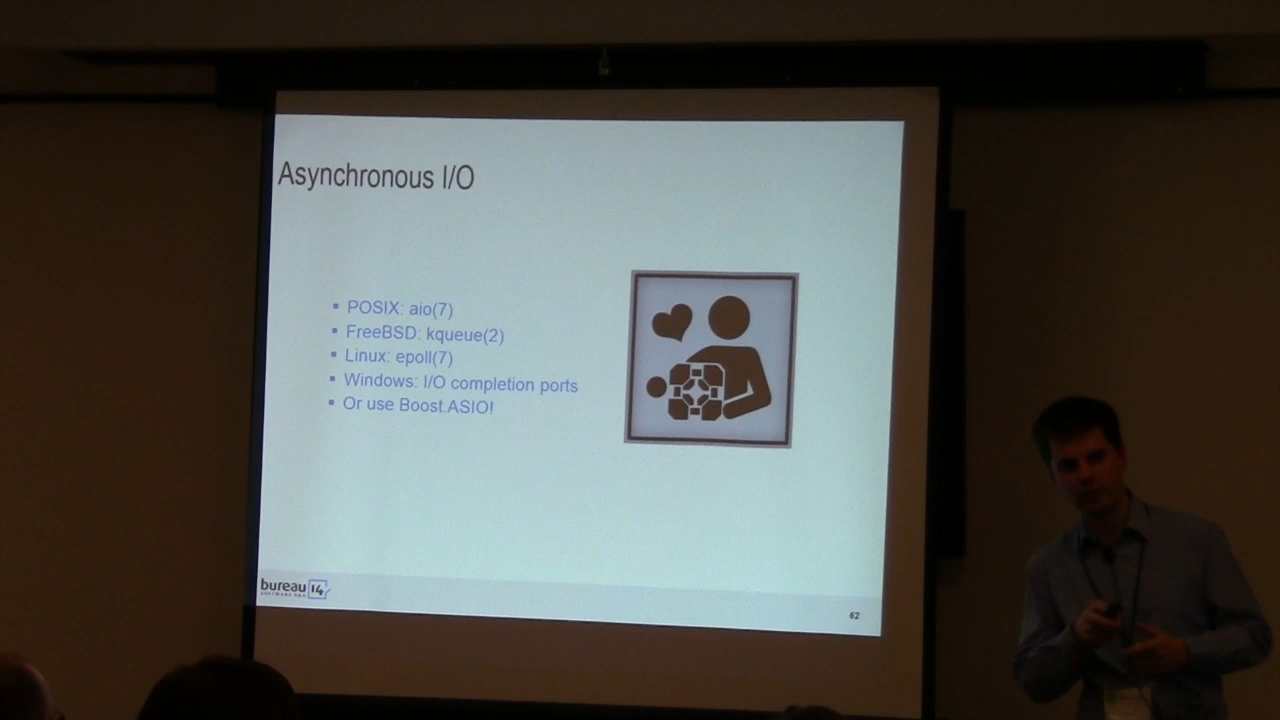 Asynchronous I/O
POSIX: aio(7)
FreeBSD: kqueue(2)
Linux: epoll(7)
Windows: I/O completion ports
Or use Boost.ASIO!
bureau 14
62